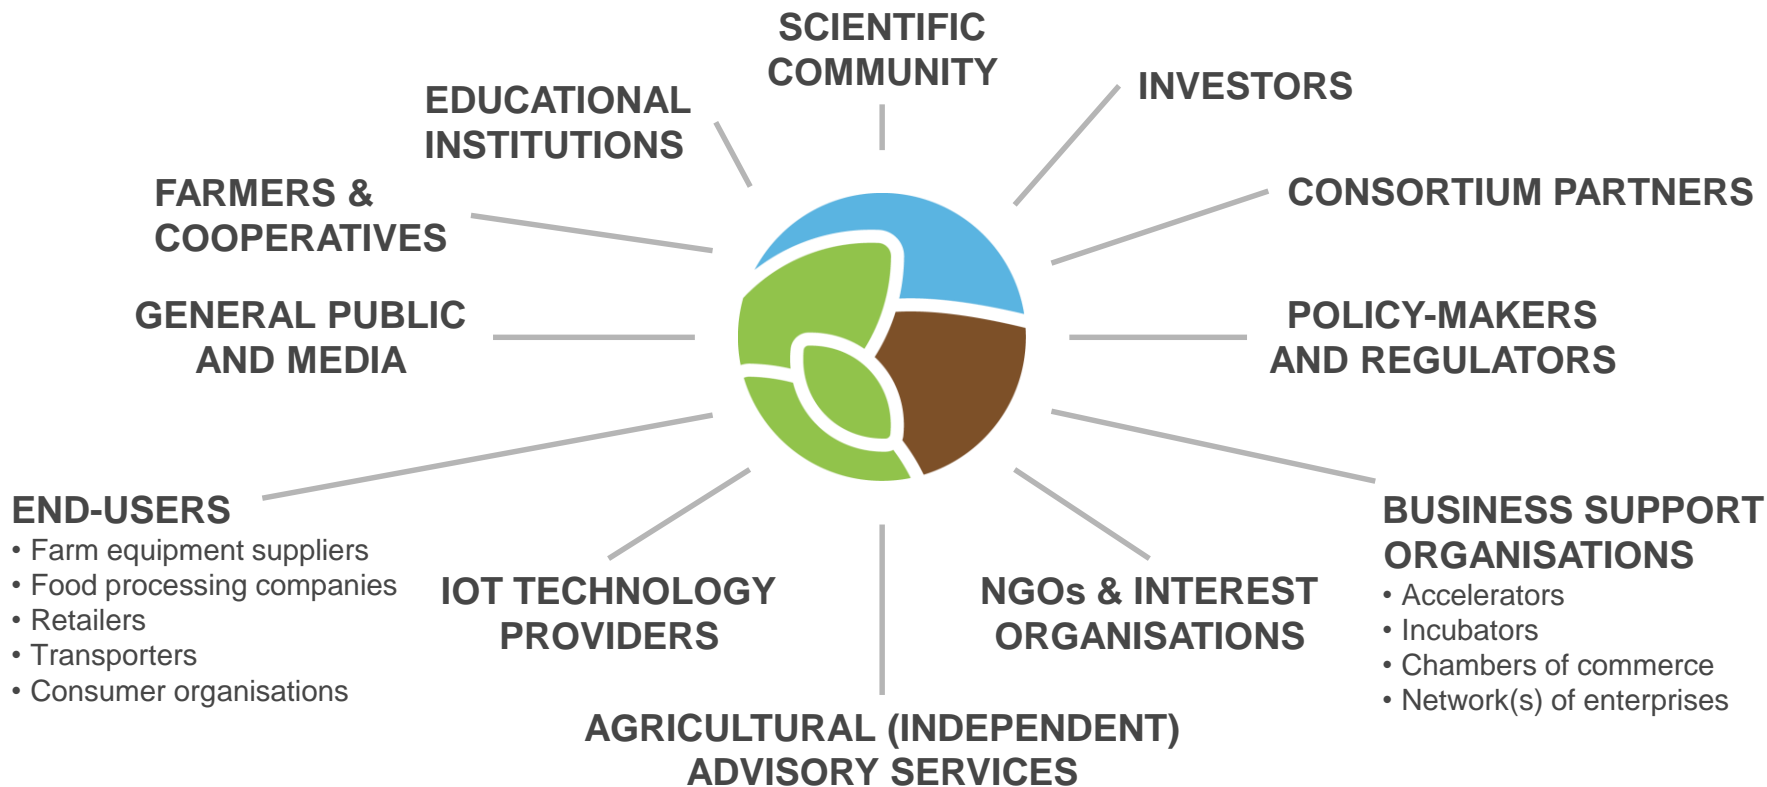 SCIENTIFIC
COMMUNITY
INVESTORS
EDUCATIONAL
INSTITUTIONS
FARMERS &
COOPERATIVES
CONSORTIUM PARTNERS
GENERAL PUBLIC
AND MEDIA
POLICY-MAKERS
AND REGULATORS
END-USERS
• Farm equipment suppliers
• Food processing companies
• Retailers
• Transporters
• Consumer organisations
IOT TECHNOLOGY
PROVIDERS
AGRICULTURAL (INDEPENDENT)
ADVISORY SERVICES
NGOs & INTEREST
ORGANISATIONS
BUSINESS SUPPORT
ORGANISATIONS
• Accelerators
• Incubators
• Chambers of commerce
• Network(s) of enterprises